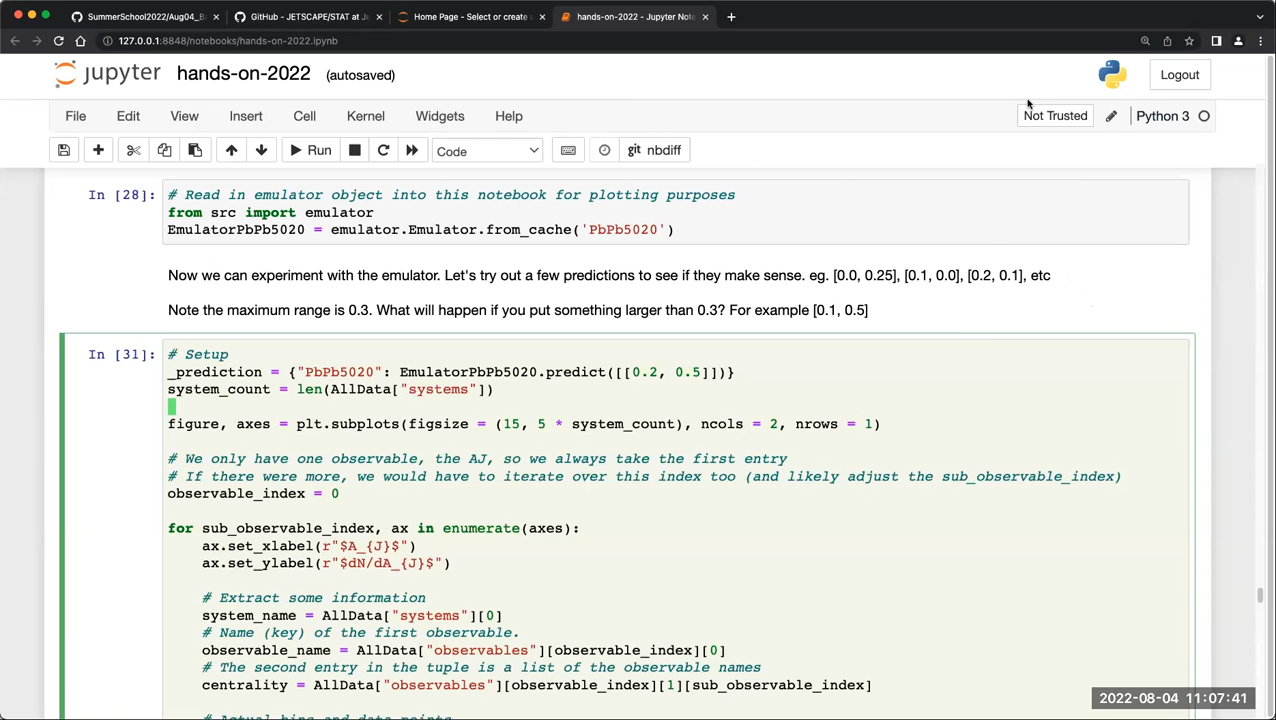 SummerSchool2022/Aug04_Ba
GitHub - JETSCAPE/STAT at Je
Home Page - Select or create a
hands-on-2022 - Jupyter Note
127.0.0.1:8848/notebooks/hands-on-2022.ipynb
jupyter hands-on-2022 (autosaved)
Logout
File Edit View Insert Cell Kernel Widgets Help
Not Trusted
Python 3
Run
Code
git nbdiff
In [28]:
# Read in emulator object into this notebook for plotting purposes
from src import emulator
EmulatorPbPb5020 = emulator.Emulator.from_cache('PbPb5020')
Now we can experiment with the emulator. Let's try out a few predictions to see if they make sense. eg. [0.0, 0.25], [0.1, 0.0], [0.2, 0.1], etc
Note the maximum range is 0.3. What will happen if you put something larger than 0.3? For example [0.1, 0.5]
In [31]:
# Setup
_prediction = {"PbPb5020": EmulatorPbPb5020.predict([[0.2, 0.5]])}
system_count = len(AllData["systems"])
figure, axes = plt.subplots(figsize = (15, 5 * system_count), ncols = 2, nrows = 1)
# We only have one observable, the AJ, so we always take the first entry
# If there were more, we would have to iterate over this index too (and likely adjust the sub_observable_index)
observable_index = 0
for sub_observable_index, ax in enumerate(axes):
ax.set_xlabel(r"$A_{J}$")
ax.set_ylabel(r"$dN/dA_{J}$")
# Extract some information
system_name = AllData["systems"][0]
# Name (key) of the first observable.
observable_name = AllData["observables"][observable_index][0]
# The second entry in the tuple is a list of the observable names
centrality = AllData["observables"][observable_index][1][sub_observable_index]
# Actual bins and data points
2022-08-04 11:07:41